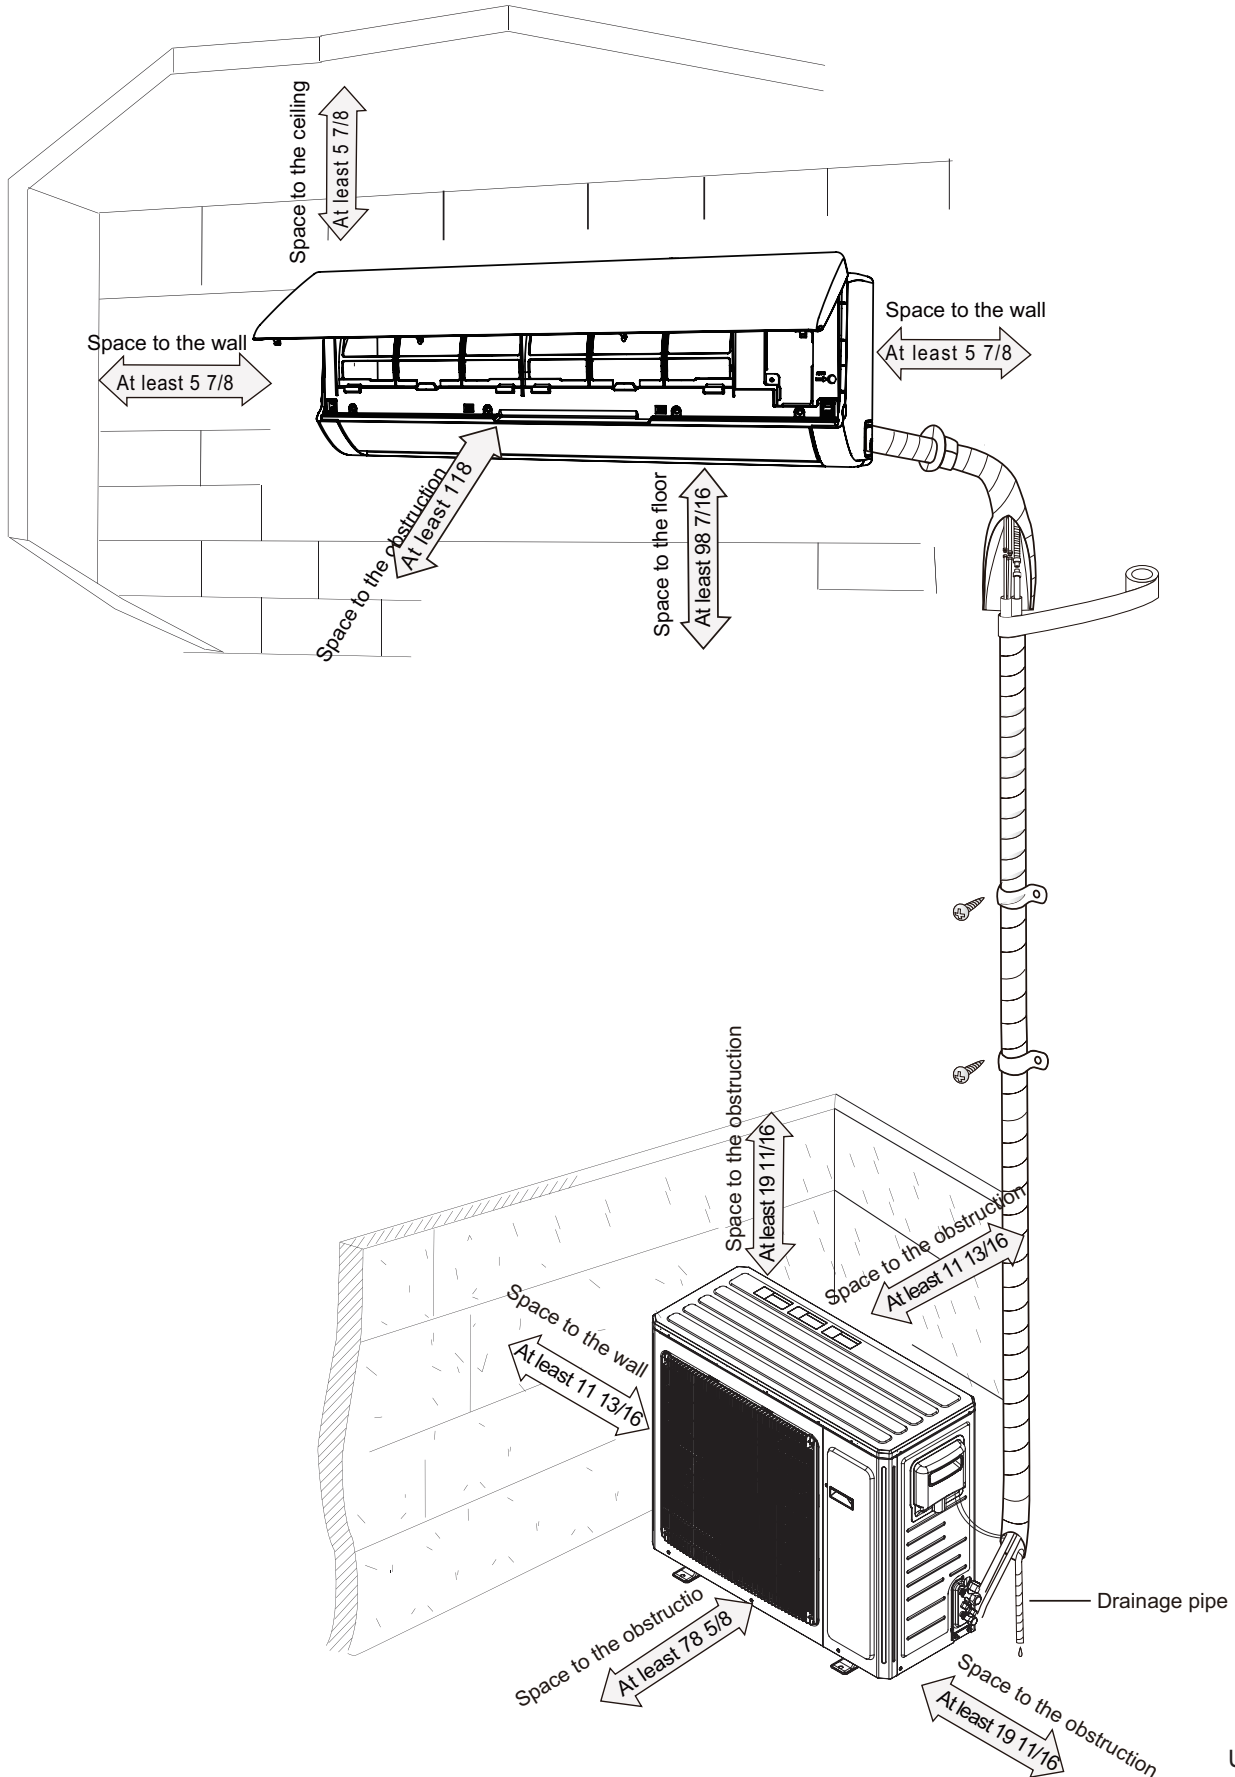 Space to the ceiling
At least 5 7/8
Space to the wall
At least 5 7/8
Space to the wall
At least 5 7/8
Space to the obstruction
At least 118
Space to the floor
At least 98 7/16
Space to the obstruction
At least 19 11/16
Space to the obstruction
At least 11 13/16
Space to the wall
At least 11 13/16
Space to the obstructio
At least 78 5/8
Drainage pipe
Space to the obstruction
At least 19 11/16
U